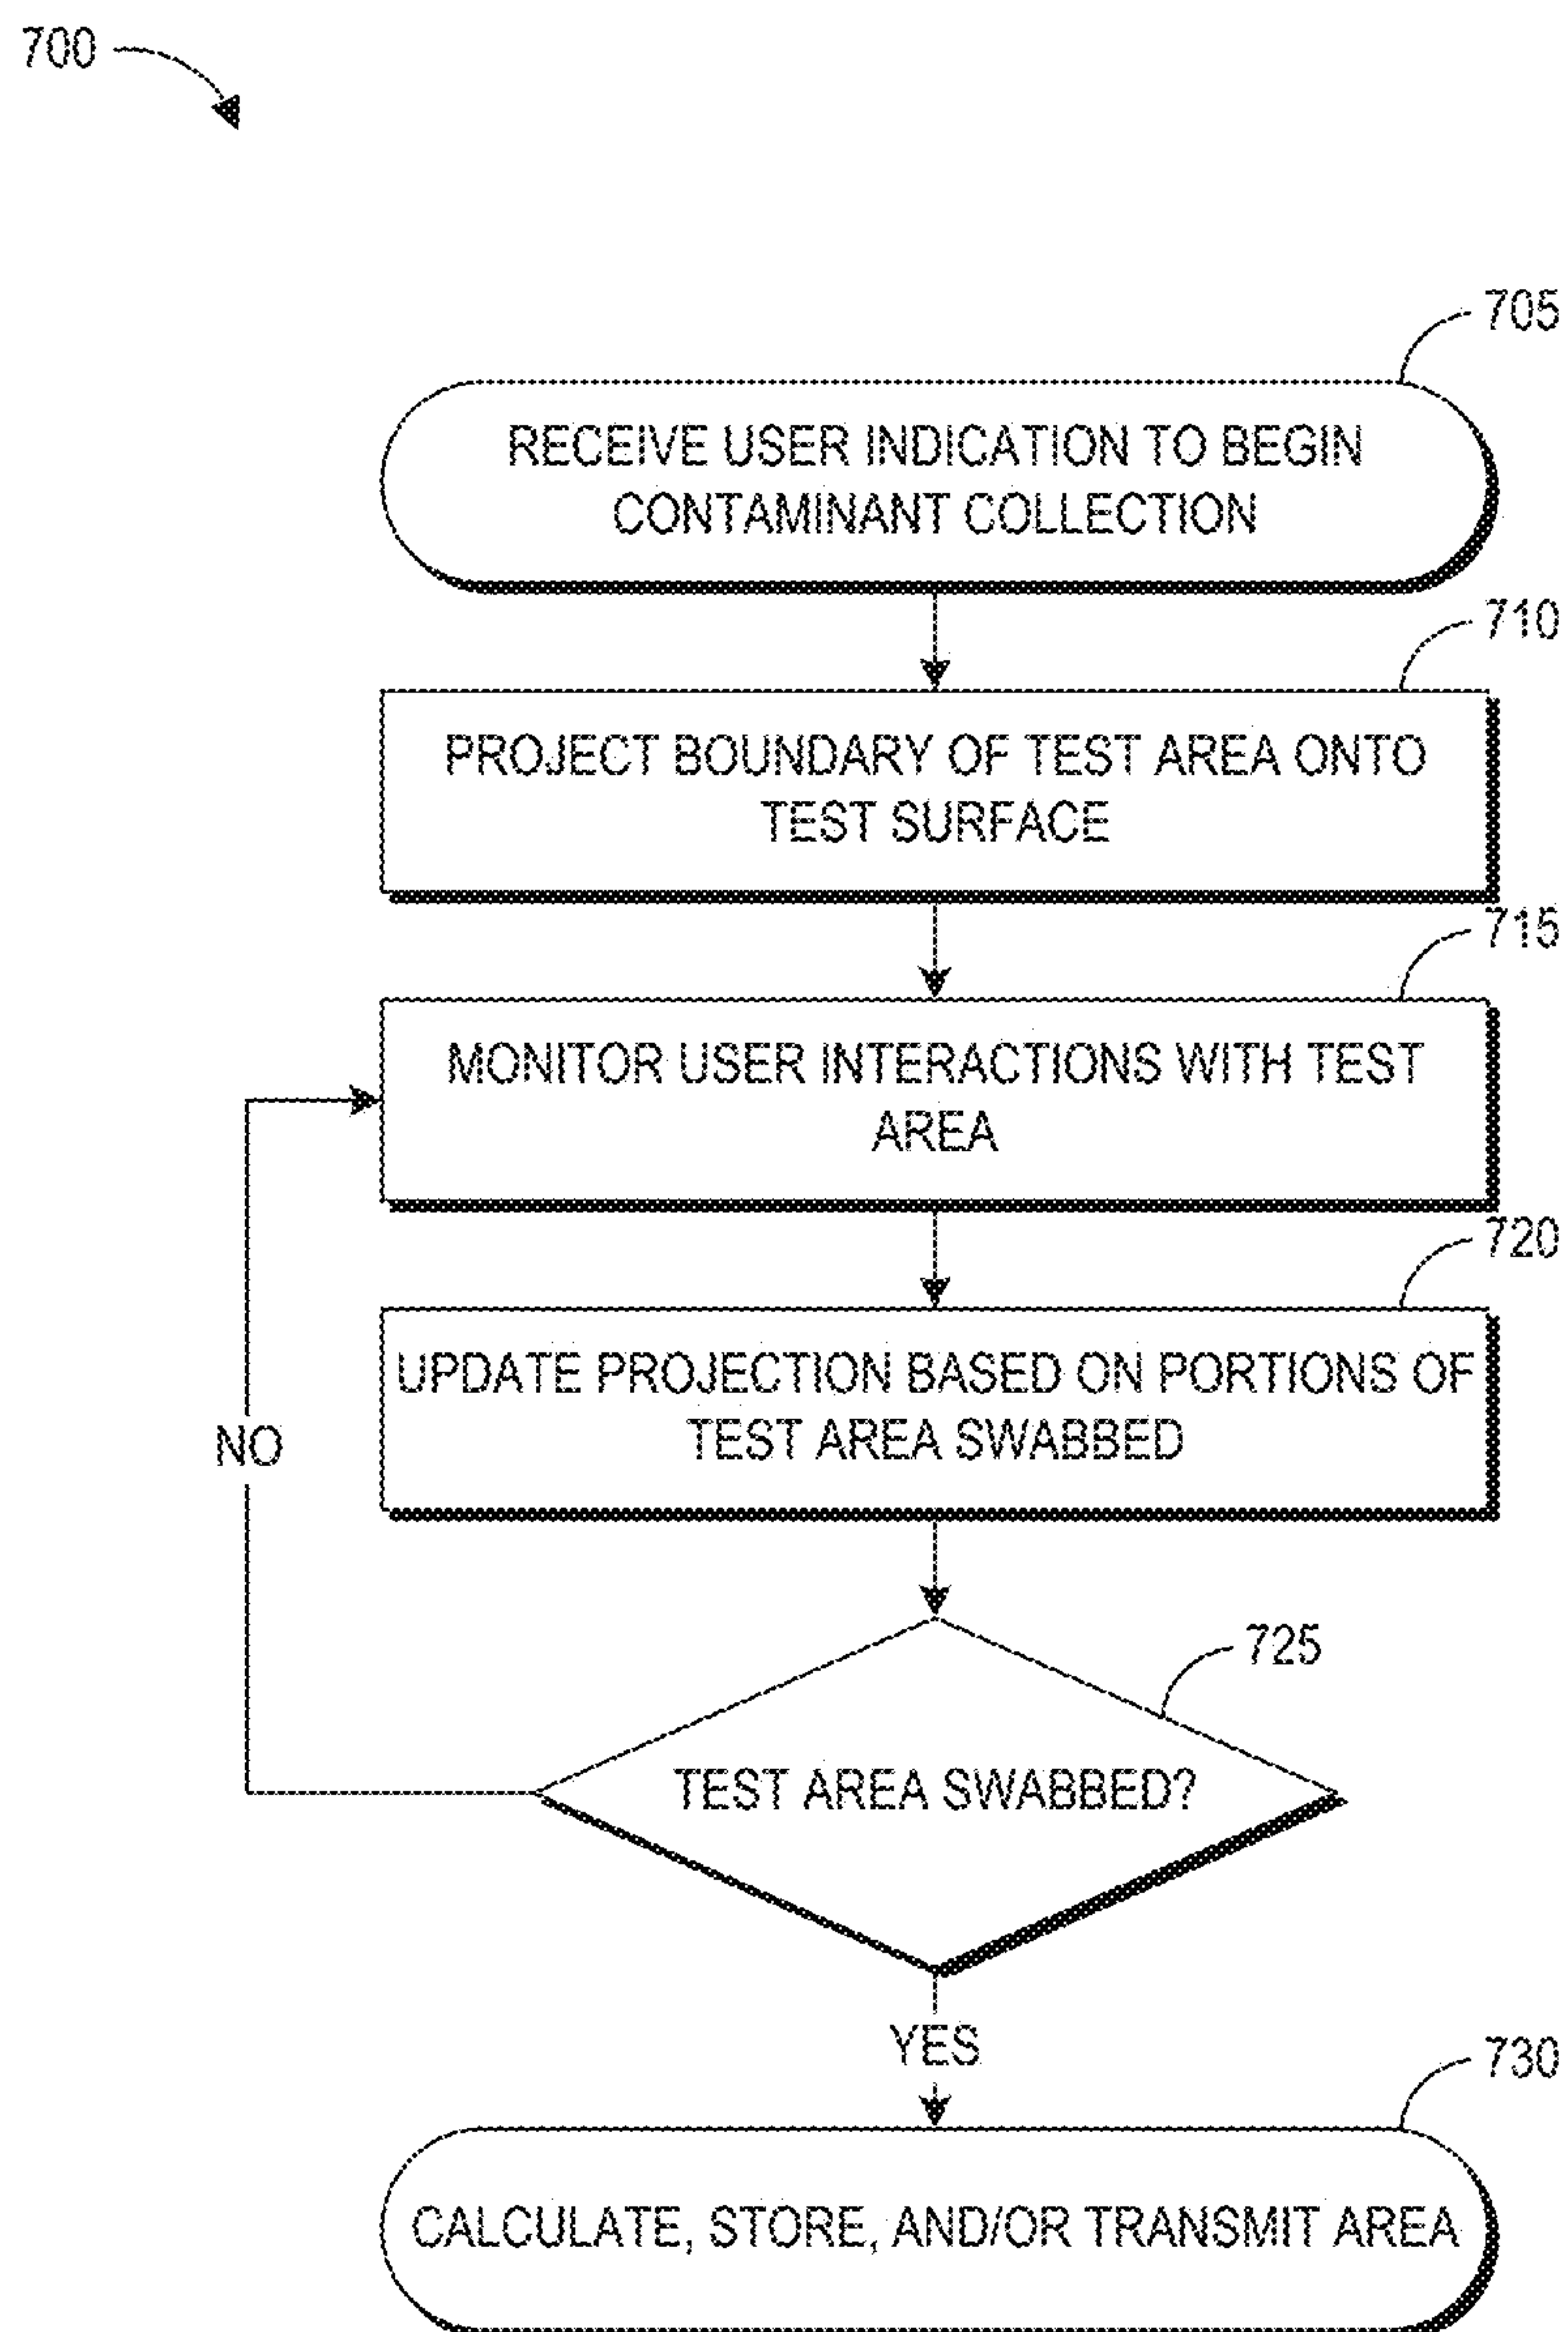 700
705
RECEIVE USER INDICATION TO BEGIN
CONTAMINANT COLLECTION
710
PROJECT BOUNDARY OF TEST AREA ONTO
TEST SURFACE
715
MONITOR USER INTERACTIONS WITH TEST
AREA
720
UPDATE PROJECTION BASED ON PORTIONS OF
TEST AREA SWABBED
NO
725
TEST AREA SWABBED?
YES
730
CALCULATE, STORE, AND/OR TRANSMIT AREA